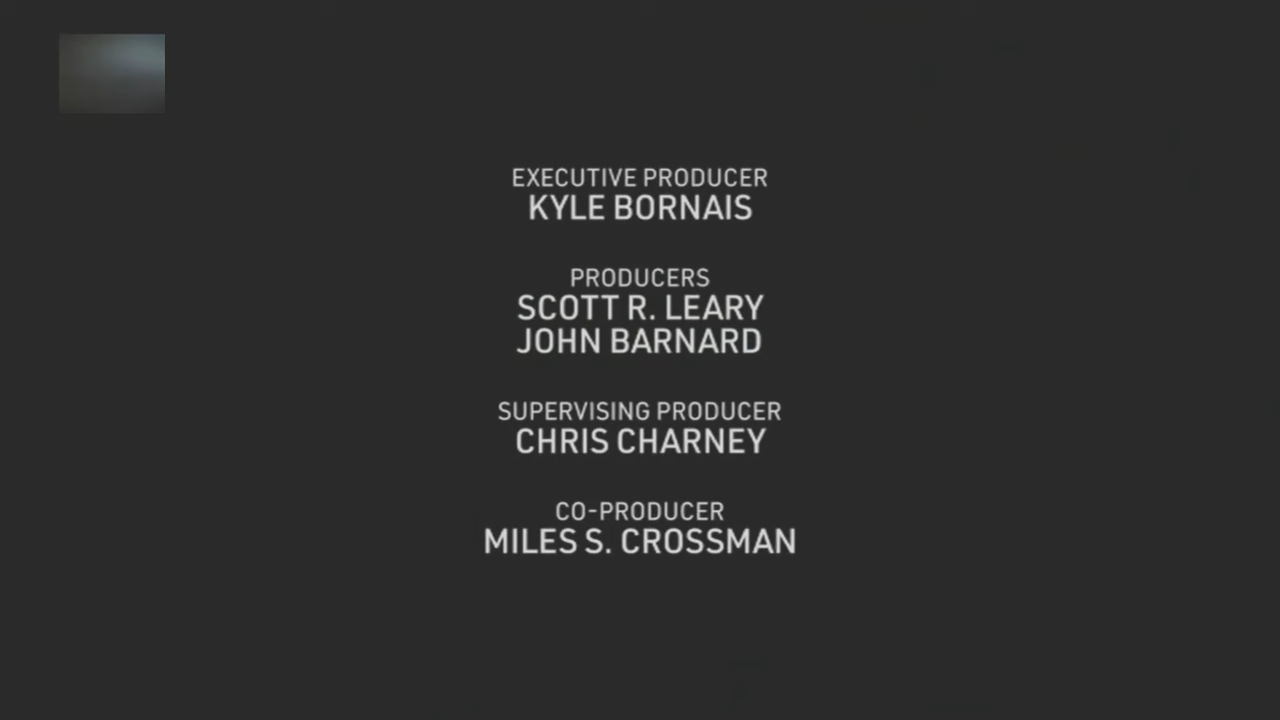 EXECUTIVE PRODUCER
KYLE BORNAIS
PRODUCERS
SCOTT R. LEARY
JOHN BARNARD
SUPERVISING PRODUCER
CHRIS CHARNEY
CO-PRODUCER
MILES S. CROSSMAN